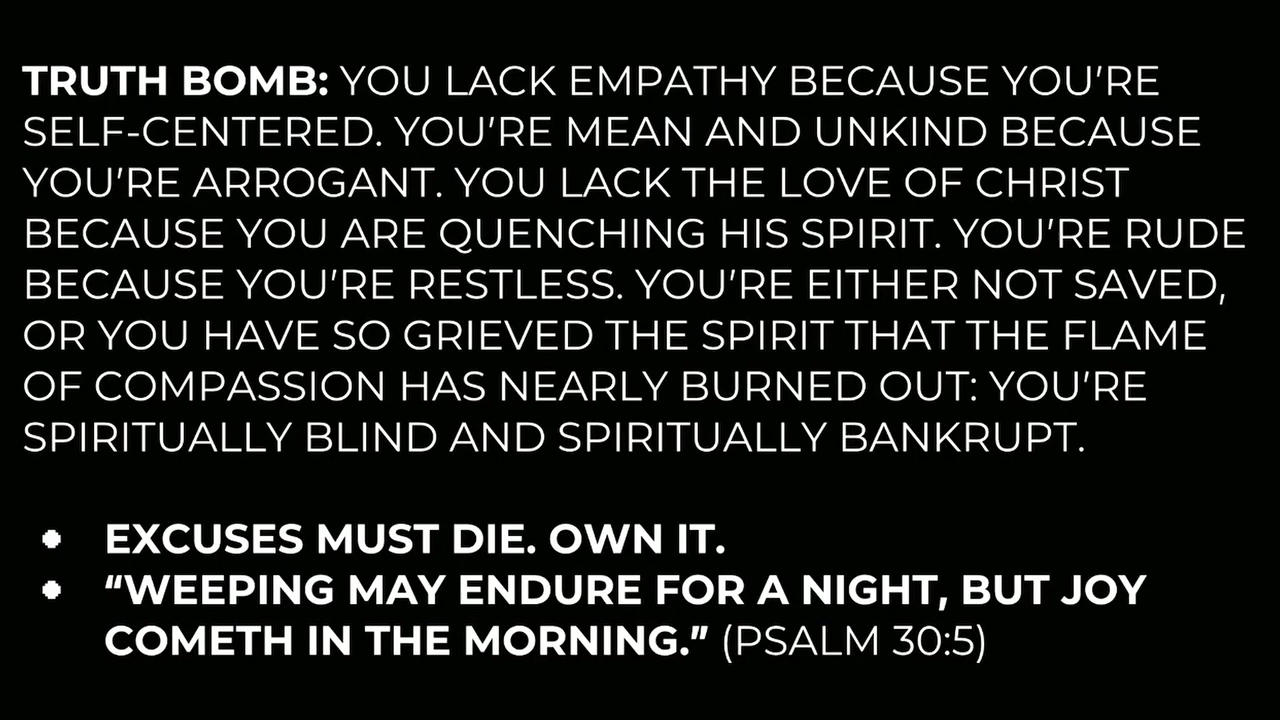 TRUTH BOMB: YOU LACK EMPATHY BECAUSE YOU'RE
SELF-CENTERED. YOU'RE MEAN AND UNKIND BECAUSE
YOU'RE ARROGANT. YOU LACK THE LOVE OF CHRIST
BECAUSE YOU ARE QUENCHING HIS SPIRIT. YOU'RE RUDE
BECAUSE YOU'RE RESTLESS. YOU'RE EITHER NOT SAVED,
OR YOU HAVE SO GRIEVED THE SPIRIT THAT THE FLAME
OF COMPASSION HAS NEARLY BURNED OUT: YOU'RE
SPIRITUALLY BLIND AND SPIRITUALLY BANKRUPT.
● EXCUSES MUST DIE. OWN IT.
● “WEEPING MAY ENDURE FOR A NIGHT, BUT JOY
COMETH IN THE MORNING.” (PSALM 30:5)